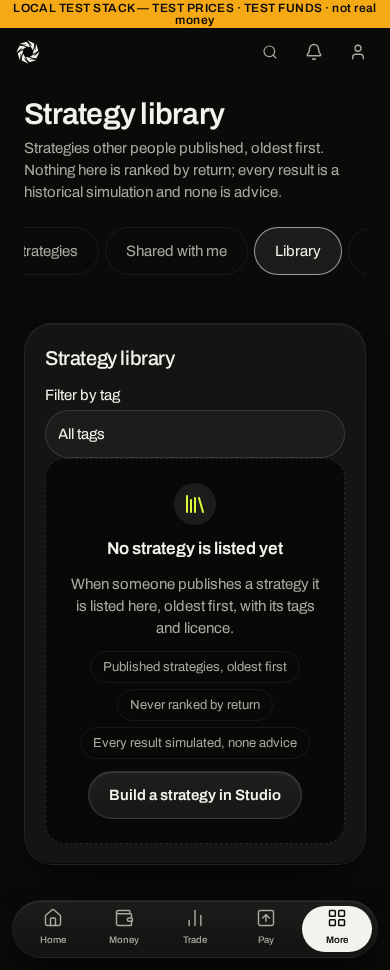 LOCAL TEST STACK — TEST PRICES · TEST FUNDS · not real
money
Strategy library
Strategies other people published, oldest first.
Nothing here is ranked by return; every result is a
historical simulation and none is advice.
trategies
Shared with me
Library
Strategy library
Filter by tag
All tags
No strategy is listed yet
When someone publishes a strategy it
is listed here, oldest first, with its tags
and licence.
Published strategies, oldest first
Never ranked by return
Every result simulated, none advice
Build a strategy in Studio
Home
Money
Trade
Pay
More